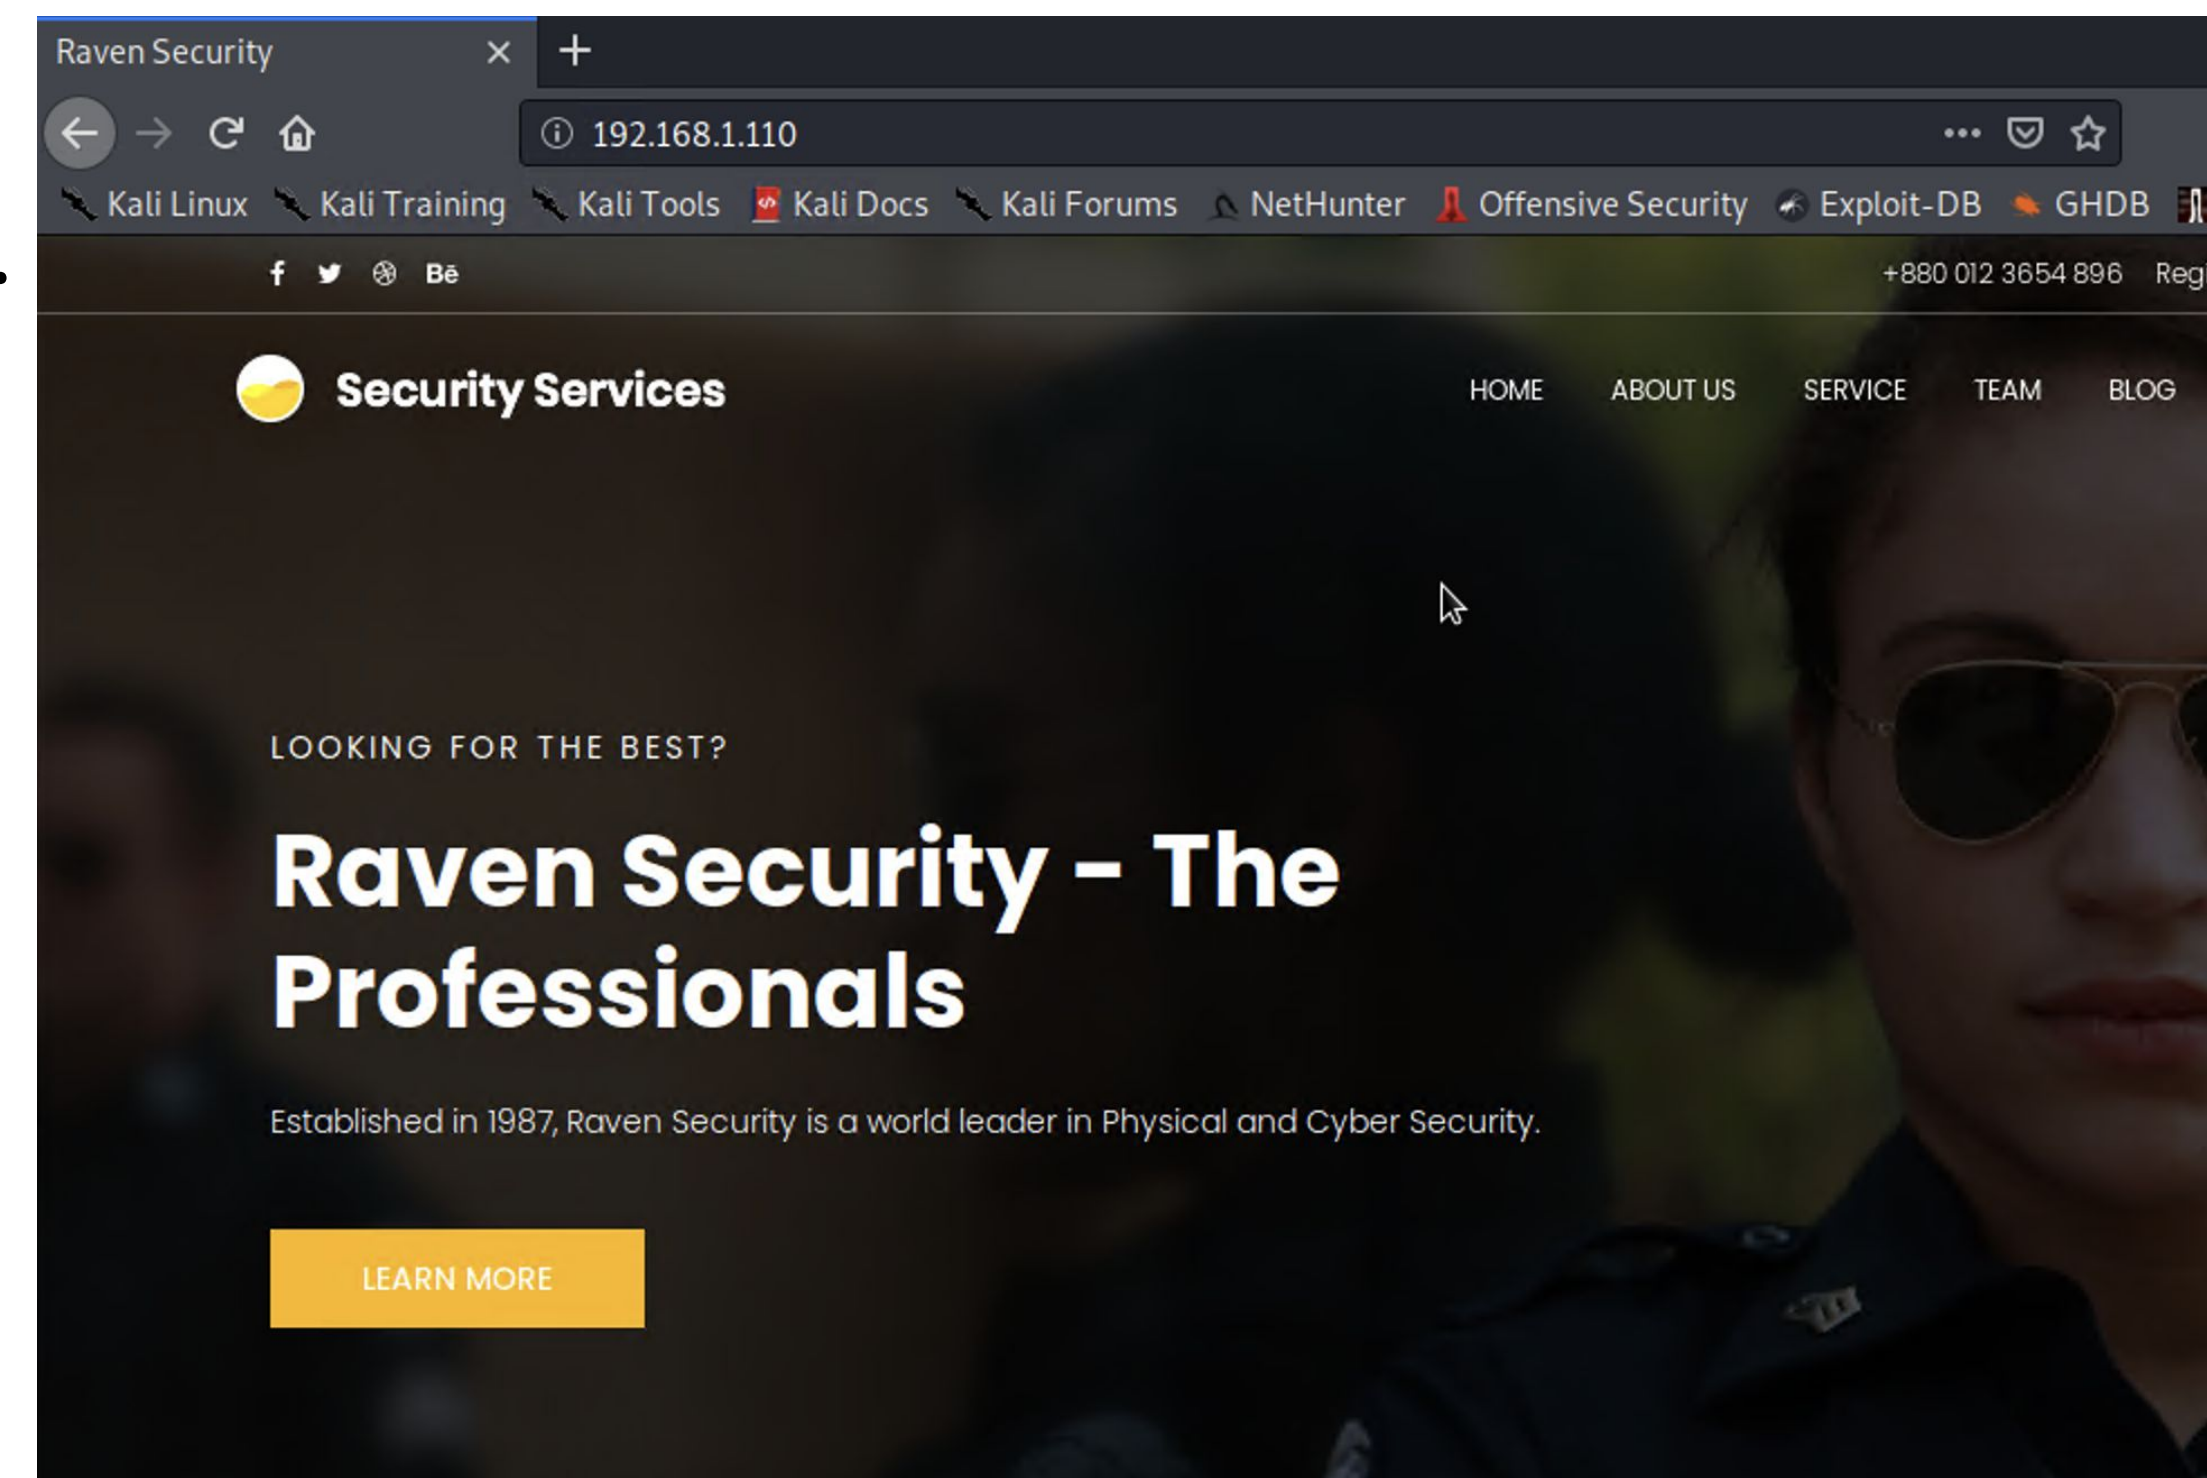 Raven Security
192.168.1.110
Kali Linux Kali Training Kali Tools Kali Docs Kali Forums NetHunter Offensive Security Exploit-DB GHDB
Bē +880 012 3654 896
Security Services HOME ABOUT US SERVICE TEAM BLOG
LOOKING FOR THE BEST?
Raven Security - The
Professionals
Established in 1987, Raven Security is a world leader in Physical and Cyber Security.
LEARN MORE